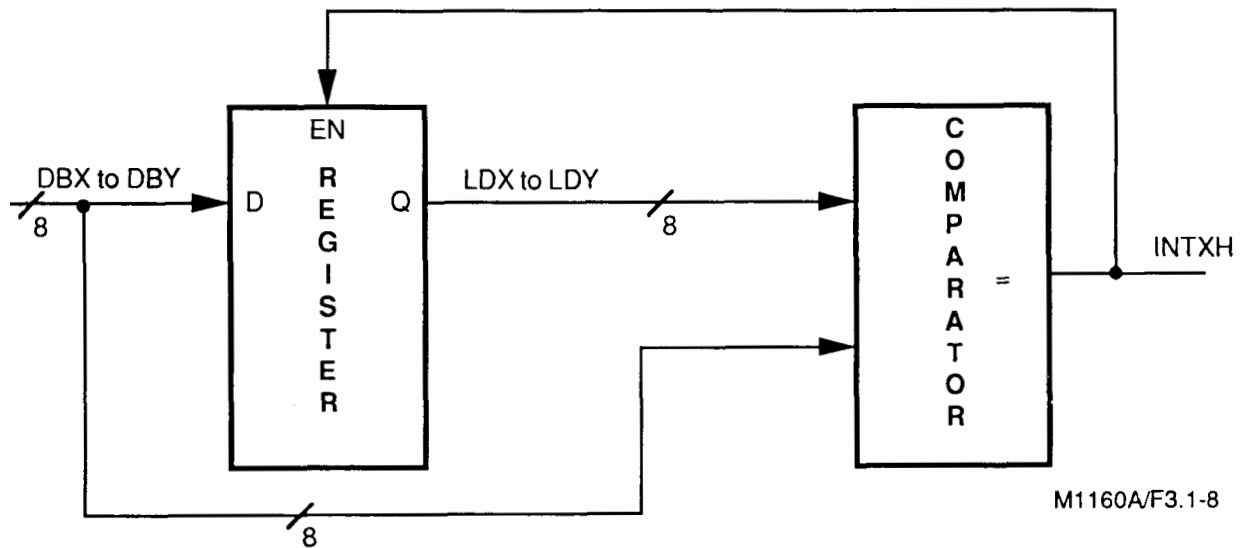 EN
DBX to DBY
8
D
REGISTER
Q
LDX to LDY
8
COMPARATOR
=
INTXH
8
M1160A/F3.1-8